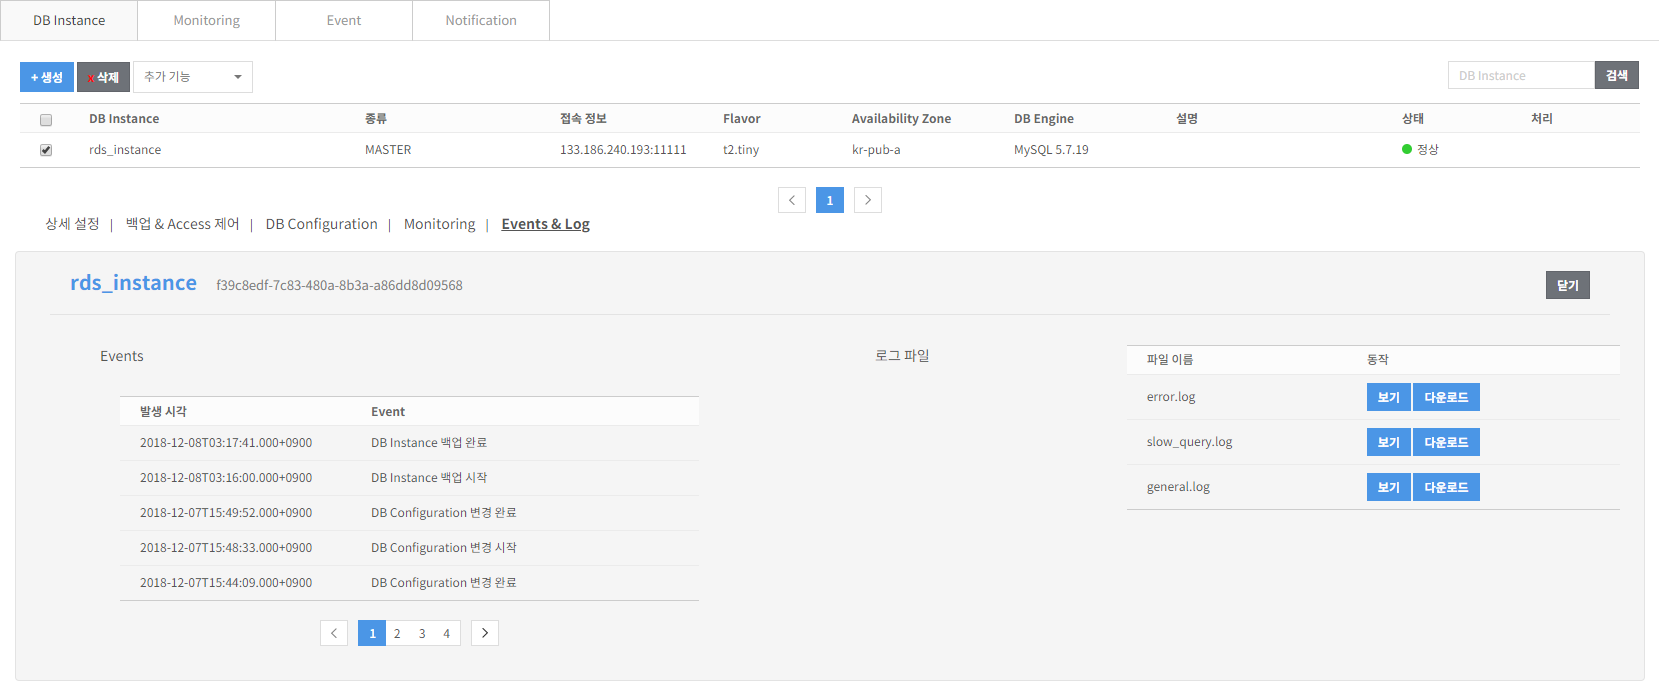 DB Instance Monitoring Event Notification
+ 생성 x 삭제 추가 기능 DB Instance 검색
DB Instance 종류 접속 정보 Flavor Availability Zone DB Engine 설명 상태 처리
rds_instance MASTER 133.186.240.193:11111 t2.tiny kr-pub-a MySQL 5.7.19 정상
< 1 >
상세 설정 | 백업 & Access 제어 | DB Configuration | Monitoring | Events & Log
rds_instance f39c8edf-7c83-480a-8b3a-a86dd8d09568 닫기
Events
발생 시각 Event
2018-12-08T03:17:41.000+0900 DB Instance 백업 완료
2018-12-08T03:16:00.000+0900 DB Instance 백업 시작
2018-12-07T15:49:52.000+0900 DB Configuration 변경 완료
2018-12-07T15:48:33.000+0900 DB Configuration 변경 시작
2018-12-07T15:44:09.000+0900 DB Configuration 변경 완료
< 1 2 3 4 >
로그 파일
파일 이름 동작
error.log 보기 다운로드
slow_query.log 보기 다운로드
general.log 보기 다운로드